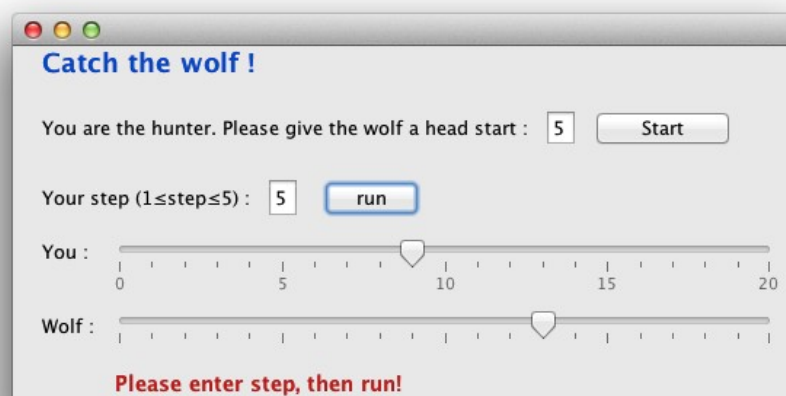 Catch the wolf !
You are the hunter. Please give the wolf a head start : 5 Start
Your step (1≤step≤5) : 5 run
You :
0 5 10 15 20
Wolf :
Please enter step, then run!